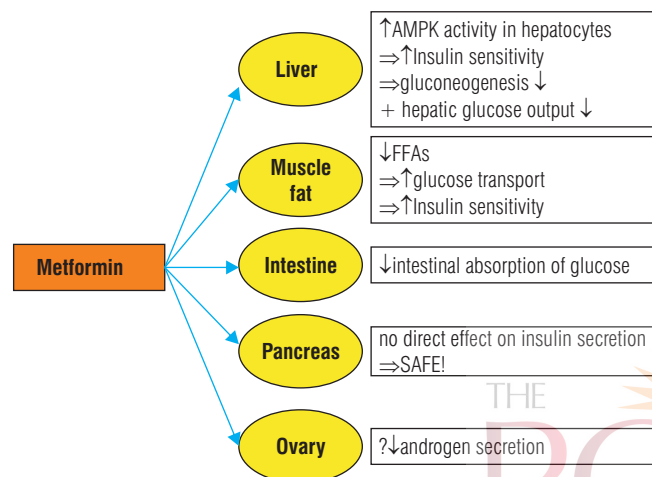 Metformin
Liver
↑AMPK activity in hepatocytes
⇒↑Insulin sensitivity
⇒gluconeogenesis ↓
+ hepatic glucose output ↓
Muscle
fat
↓FFAs
⇒↑glucose transport
⇒↑Insulin sensitivity
Intestine
↓intestinal absorption of glucose
Pancreas
no direct effect on insulin secretion
⇒SAFE!
Ovary
?↓androgen secretion
THE